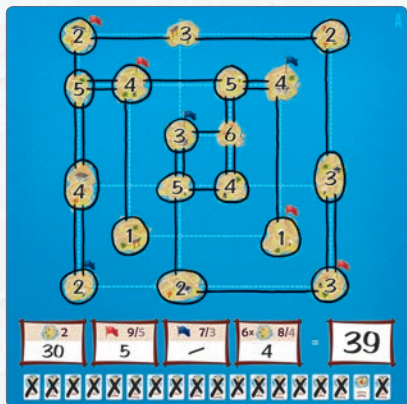 A
2 3 2
5 4 5 4
3 6
4 5 4 3
1 1
2 2 3
2 9/5 7/3 6x 8/4
30 5 — 4 = 39
X X X X X X X X X X X X X X X X = X